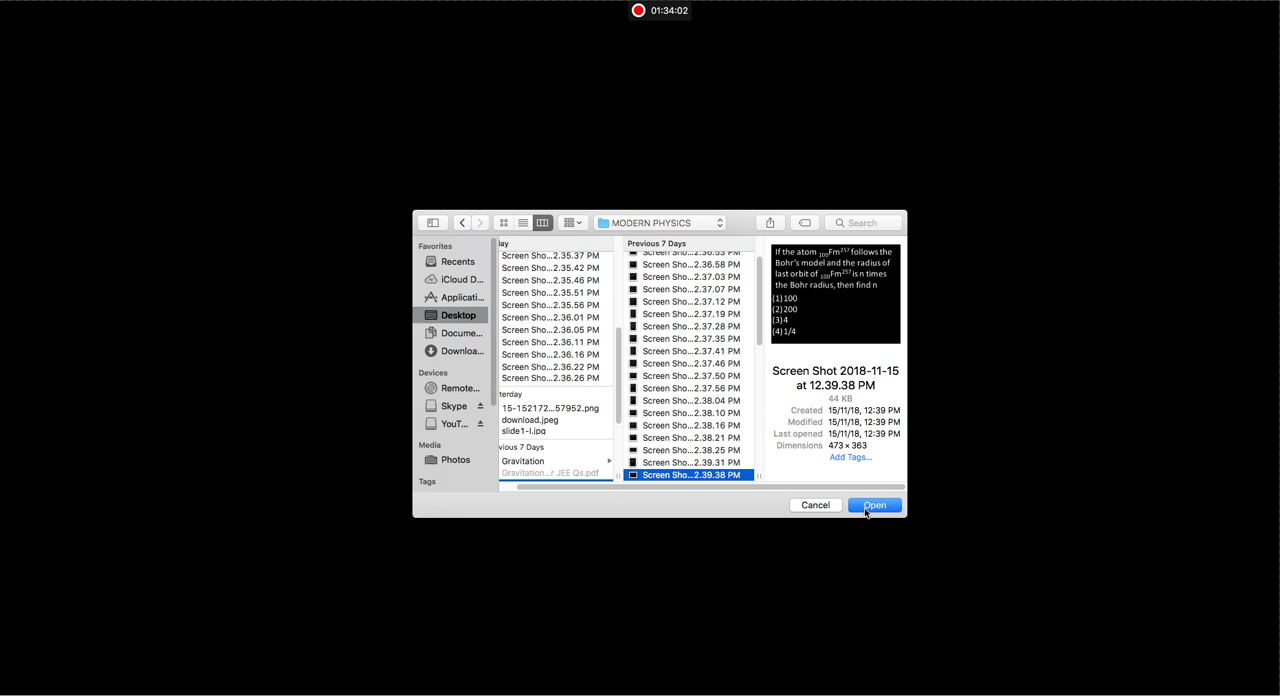 01:34:02
MODERN PHYSICS
Search
Favorites
Recents
iCloud D...
Applicati...
Desktop
Docume...
Downloa...
Devices
Remote...
Skype
YouT...
Media
Photos
Tags
lay
Screen Sho...2.35.37 PM
Screen Sho...2.35.42 PM
Screen Sho...2.35.46 PM
Screen Sho...2.35.51 PM
Screen Sho...2.35.56 PM
Screen Sho...2.36.01 PM
Screen Sho...2.36.05 PM
Screen Sho...2.36.11 PM
Screen Sho...2.36.16 PM
Screen Sho...2.36.22 PM
Screen Sho...2.36.26 PM
terday
15-152172...57952.png
download.jpeg
slide1-l.jpg
vious 7 Days
Gravitation
Gravitation...r JEE Qs.pdf
Previous 7 Days
Screen Sho...2.36.53 PM
Screen Sho...2.36.58 PM
Screen Sho...2.37.03 PM
Screen Sho...2.37.07 PM
Screen Sho...2.37.12 PM
Screen Sho...2.37.19 PM
Screen Sho...2.37.28 PM
Screen Sho...2.37.35 PM
Screen Sho...2.37.41 PM
Screen Sho...2.37.46 PM
Screen Sho...2.37.50 PM
Screen Sho...2.37.56 PM
Screen Sho...2.38.04 PM
Screen Sho...2.38.10 PM
Screen Sho...2.38.16 PM
Screen Sho...2.38.21 PM
Screen Sho...2.38.25 PM
Screen Sho...2.39.31 PM
Screen Sho...2.39.38 PM
If the atom ₁₀₀Fm²⁵⁷ follows the
Bohr's model and the radius of
last orbit of ₁₀₀Fm²⁵⁷ is n times
the Bohr radius, then find n
(1) 100
(2) 200
(3) 4
(4) 1/4
Screen Shot 2018-11-15
at 12.39.38 PM
44 KB
Created 15/11/18, 12:39 PM
Modified 15/11/18, 12:39 PM
Last opened 15/11/18, 12:39 PM
Dimensions 473 × 363
Add Tags...
Cancel
Open